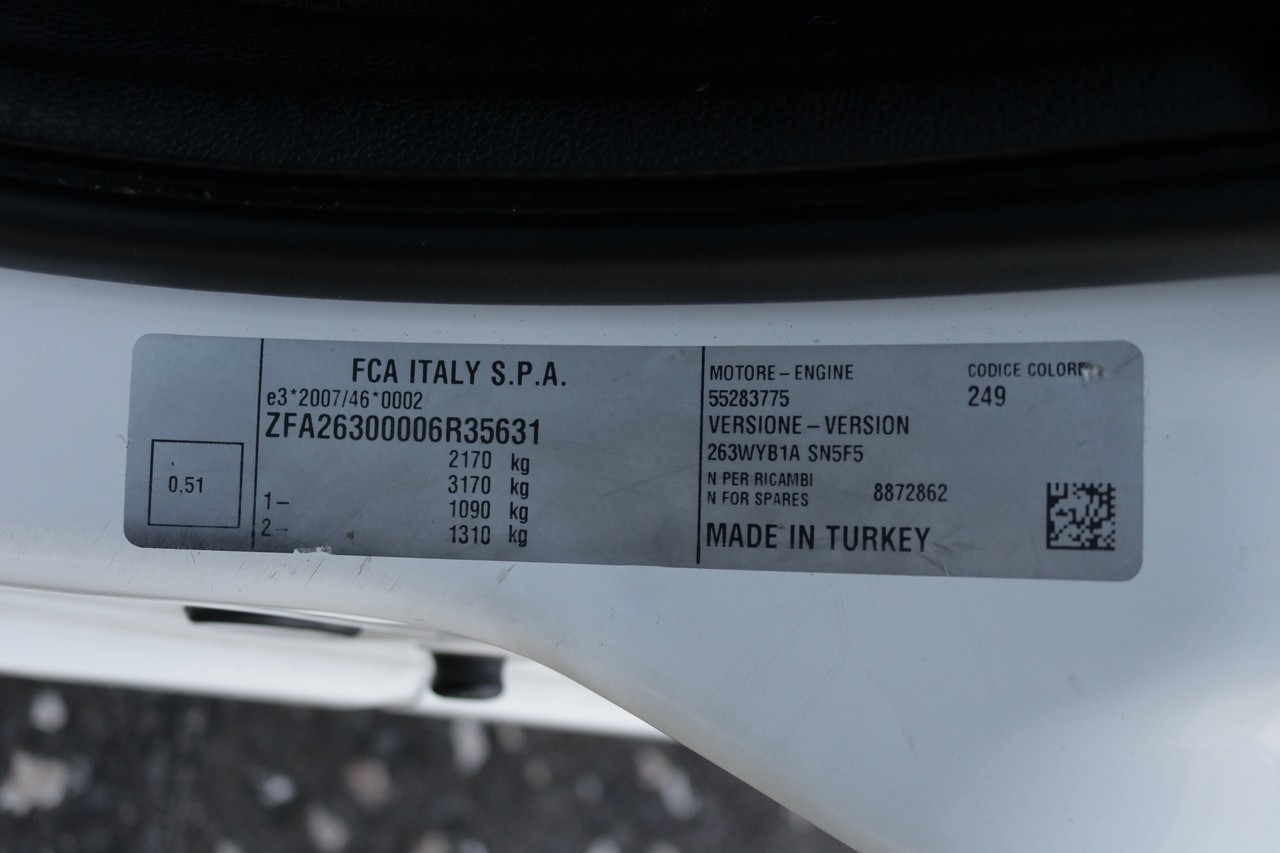 FCA ITALY S.P.A.
e3*2007/46*0002
ZFA26300006R35631
2170 kg
3170 kg
1- 1090 kg
2- 1310 kg
0,51
MOTORE - ENGINE
55283775
VERSIONE - VERSION
263WYB1A SN5F5
N PER RICAMBI
N FOR SPARES 8872862
MADE IN TURKEY
CODICE COLORE
249